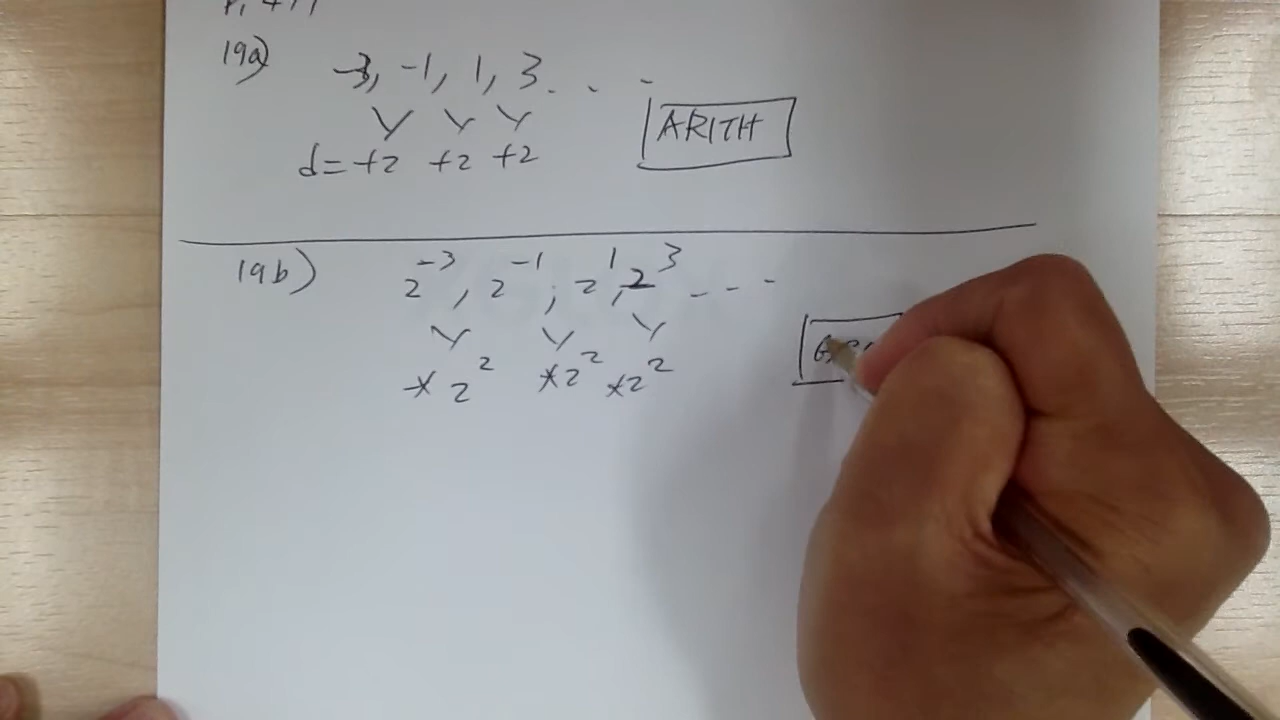 19a) -3, -1, 1, 3 . . -
d= +2 +2 +2 ARITH
19b) 2^-3, 2^-1, 2^1, 2^3 - - -
* 2^2 *2^2 *2^2